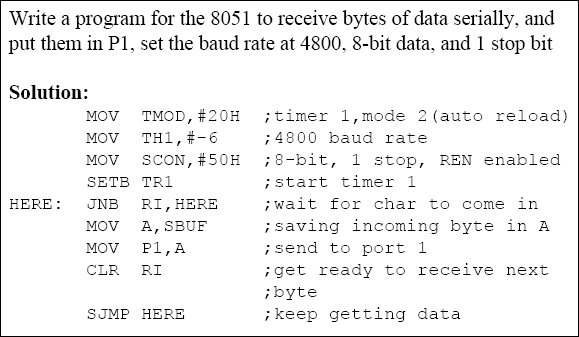 Write a program for the 8051 to receive bytes of data serially, and
put them in P1, set the baud rate at 4800, 8-bit data, and 1 stop bit
Solution:
MOV TMOD,#20H ;timer 1,mode 2(auto reload)
MOV TH1,#-6 ;4800 baud rate
MOV SCON,#50H ;8-bit, 1 stop, REN enabled
SETB TR1 ;start timer 1
HERE: JNB RI,HERE ;wait for char to come in
MOV A,SBUF ;saving incoming byte in A
MOV P1,A ;send to port 1
CLR RI ;get ready to receive next
;byte
SJMP HERE ;keep getting data